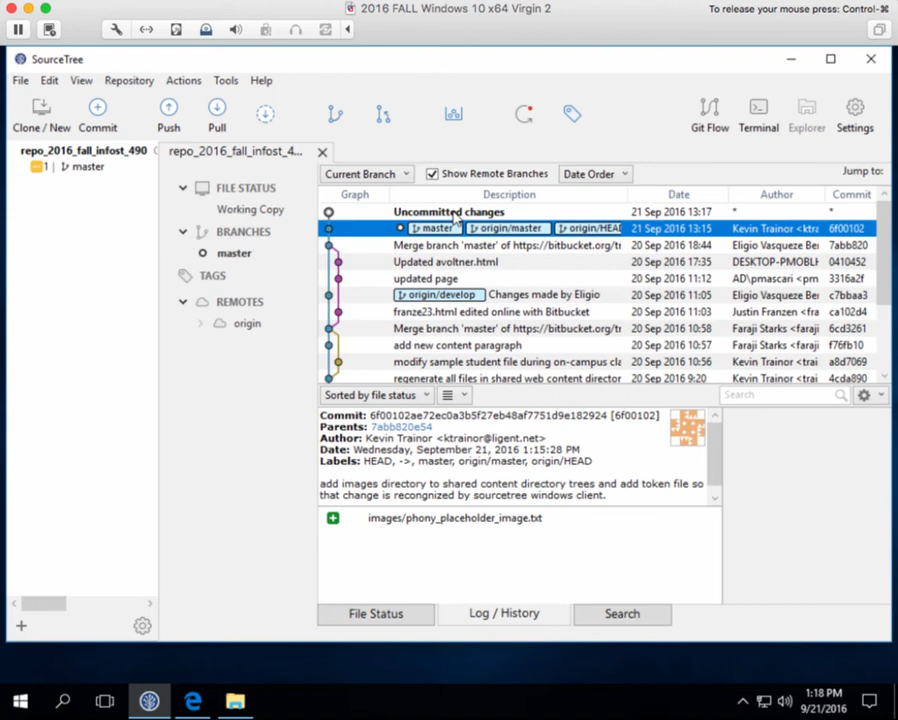 2016 FALL Windows 10 x64 Virgin 2
To release your mouse press: Control-⌘
SourceTree
File Edit View Repository Actions Tools Help
Clone / New Commit Push Pull Git Flow Terminal Explorer Settings
repo_2016_fall_infost_490
1 master
repo_2016_fall_infost_4...
FILE STATUS
Working Copy
BRANCHES
master
TAGS
REMOTES
origin
Current Branch Show Remote Branches Date Order Jump to:
Graph Description Date Author Commit
Uncommitted changes 21 Sep 2016 13:17 * *
master origin/master origin/HEA 21 Sep 2016 13:15 Kevin Trainor <ktra 6f00102
Merge branch 'master' of https://bitbucket.org/tr 20 Sep 2016 18:44 Eligio Vasqueze Ber 7abb820
Updated avoltner.html 20 Sep 2016 17:35 DESKTOP-PMOBLH 0410452
updated page 20 Sep 2016 11:12 AD\pmascari <pm 3316a2f
origin/develop Changes made by Eligio 20 Sep 2016 11:05 Eligio Vasqueze Ber c7bbaa3
franze23.html edited online with Bitbucket 20 Sep 2016 11:03 Justin Franzen <fra ca102d4
Merge branch 'master' of https://bitbucket.org/tr 20 Sep 2016 10:58 Faraji Starks <faraji 6cd3261
add new content paragraph 20 Sep 2016 10:57 Faraji Starks <faraji f76fb10
modify sample student file during on-campus cla 20 Sep 2016 10:56 Kevin Trainor <trai a8d7069
regenerate all files in shared web content director 20 Sep 2016 9:20 Kevin Trainor <trai 4cda890
Sorted by file status Search
Commit: 6f00102ae72ec0a3b5f27eb48af7751d9e182924 [6f00102]
Parents: 7abb820e54
Author: Kevin Trainor <ktrainor@ligent.net>
Date: Wednesday, September 21, 2016 1:15:28 PM
Labels: HEAD, ->, master, origin/master, origin/HEAD
add images directory to shared content directory trees and add token file so
that change is recongnized by sourcetree windows client.
images/phony_placeholder_image.txt
File Status Log / History Search
1:18 PM
9/21/2016